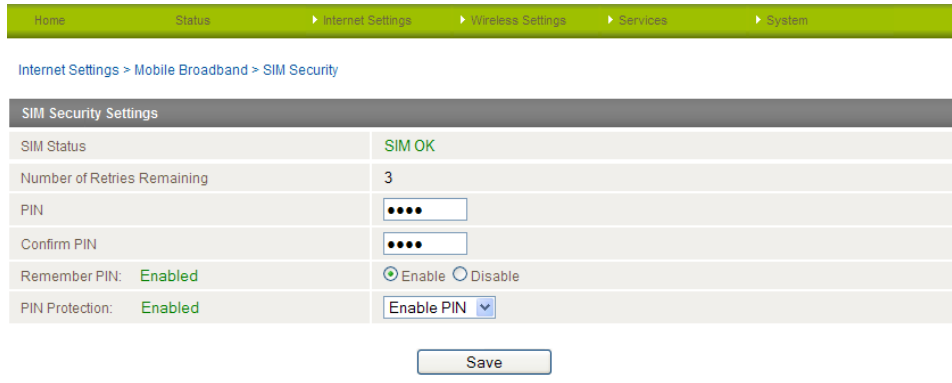 Home Status Internet Settings Wireless Settings Services System
Internet Settings > Mobile Broadband > SIM Security
SIM Security Settings
SIM Status SIM OK
Number of Retries Remaining 3
PIN ••••
Confirm PIN ••••
Remember PIN: Enabled Enable Disable
PIN Protection: Enabled Enable PIN
Save